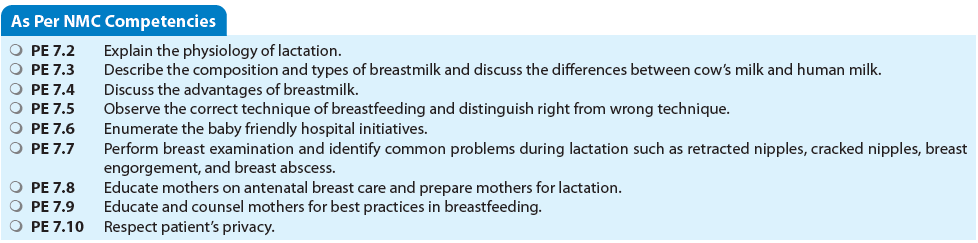 As Per NMC Competencies
PE 7.2 Explain the physiology of lactation.
PE 7.3 Describe the composition and types of breastmilk and discuss the differences between cow's milk and human milk.
PE 7.4 Discuss the advantages of breastmilk.
PE 7.5 Observe the correct technique of breastfeeding and distinguish right from wrong technique.
PE 7.6 Enumerate the baby friendly hospital initiatives.
PE 7.7 Perform breast examination and identify common problems during lactation such as retracted nipples, cracked nipples, breast
engorgement, and breast abscess.
PE 7.8 Educate mothers on antenatal breast care and prepare mothers for lactation.
PE 7.9 Educate and counsel mothers for best practices in breastfeeding.
PE 7.10 Respect patient's privacy.